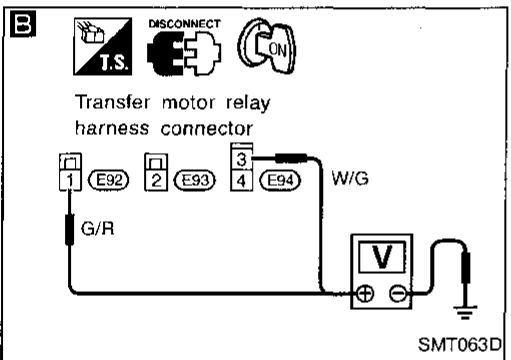 B
DISCONNECT
T.S.
ON
Transfer motor relay
harness connector
1 E92 2 E93 3 4 E94 W/G
G/R
V
⊕ ⊖
SMT063D